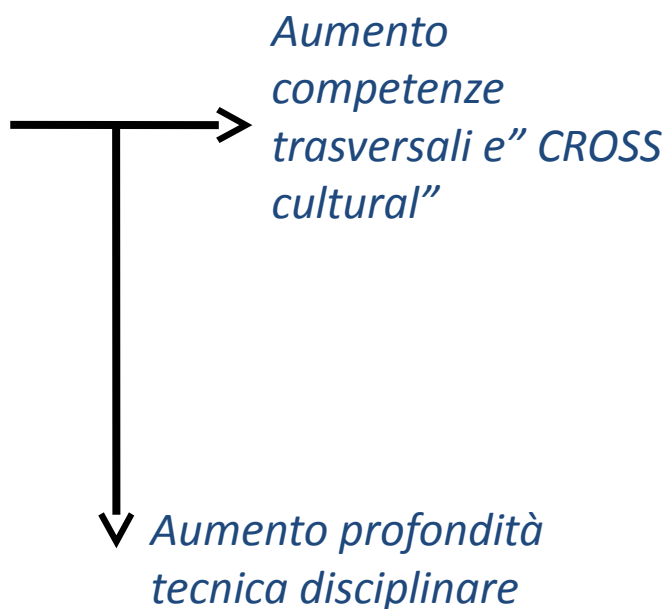 Aumento
competenze
trasversali e” CROSS
cultural”
Aumento profondità
tecnica disciplinare